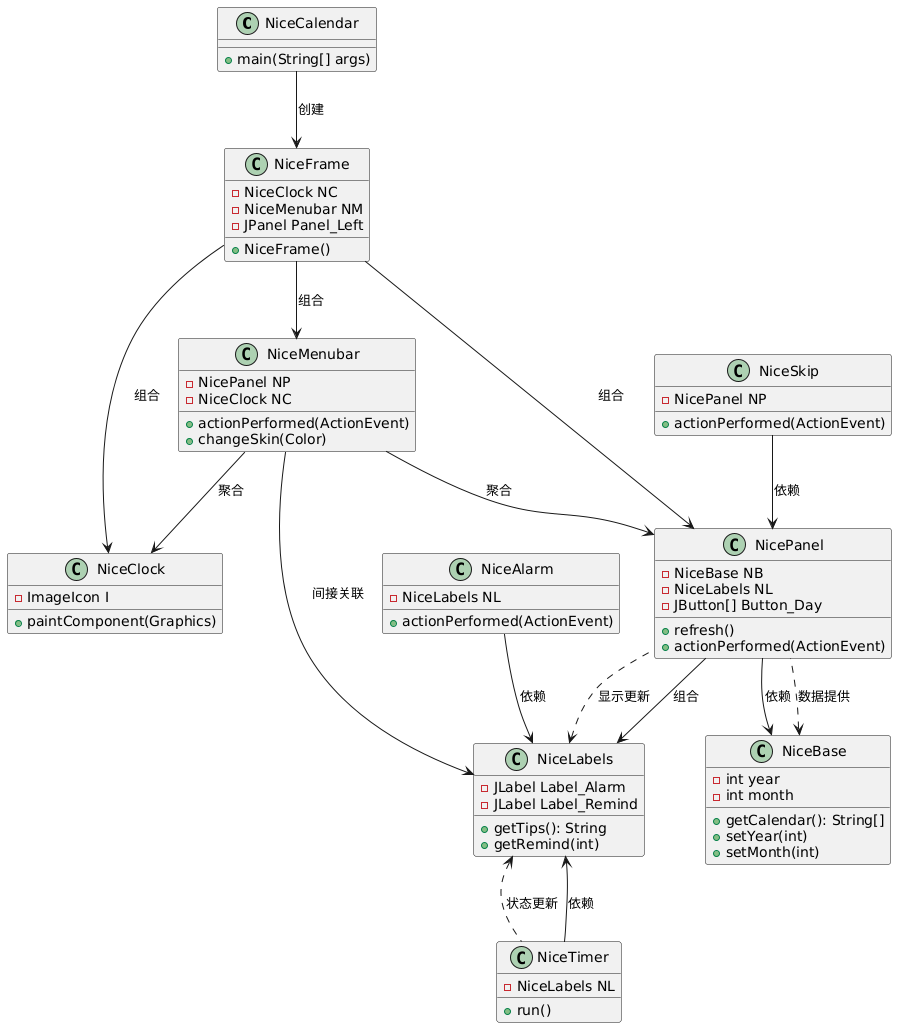 C NiceCalendar
main(String[] args)
创建
C NiceFrame
NiceClock NC
NiceMenubar NM
JPanel Panel_Left
NiceFrame()
组合
组合
组合
C NiceMenubar
NicePanel NP
NiceClock NC
actionPerformed(ActionEvent)
changeSkin(Color)
C NiceSkip
NicePanel NP
actionPerformed(ActionEvent)
聚合
聚合
依赖
间接关联
C NiceClock
ImageIcon I
paintComponent(Graphics)
C NiceAlarm
NiceLabels NL
actionPerformed(ActionEvent)
C NicePanel
NiceBase NB
NiceLabels NL
JButton[] Button_Day
refresh()
actionPerformed(ActionEvent)
依赖
显示更新
组合
依赖
数据提供
C NiceLabels
JLabel Label_Alarm
JLabel Label_Remind
getTips(): String
getRemind(int)
C NiceBase
int year
int month
getCalendar(): String[]
setYear(int)
setMonth(int)
状态更新
依赖
C NiceTimer
NiceLabels NL
run()